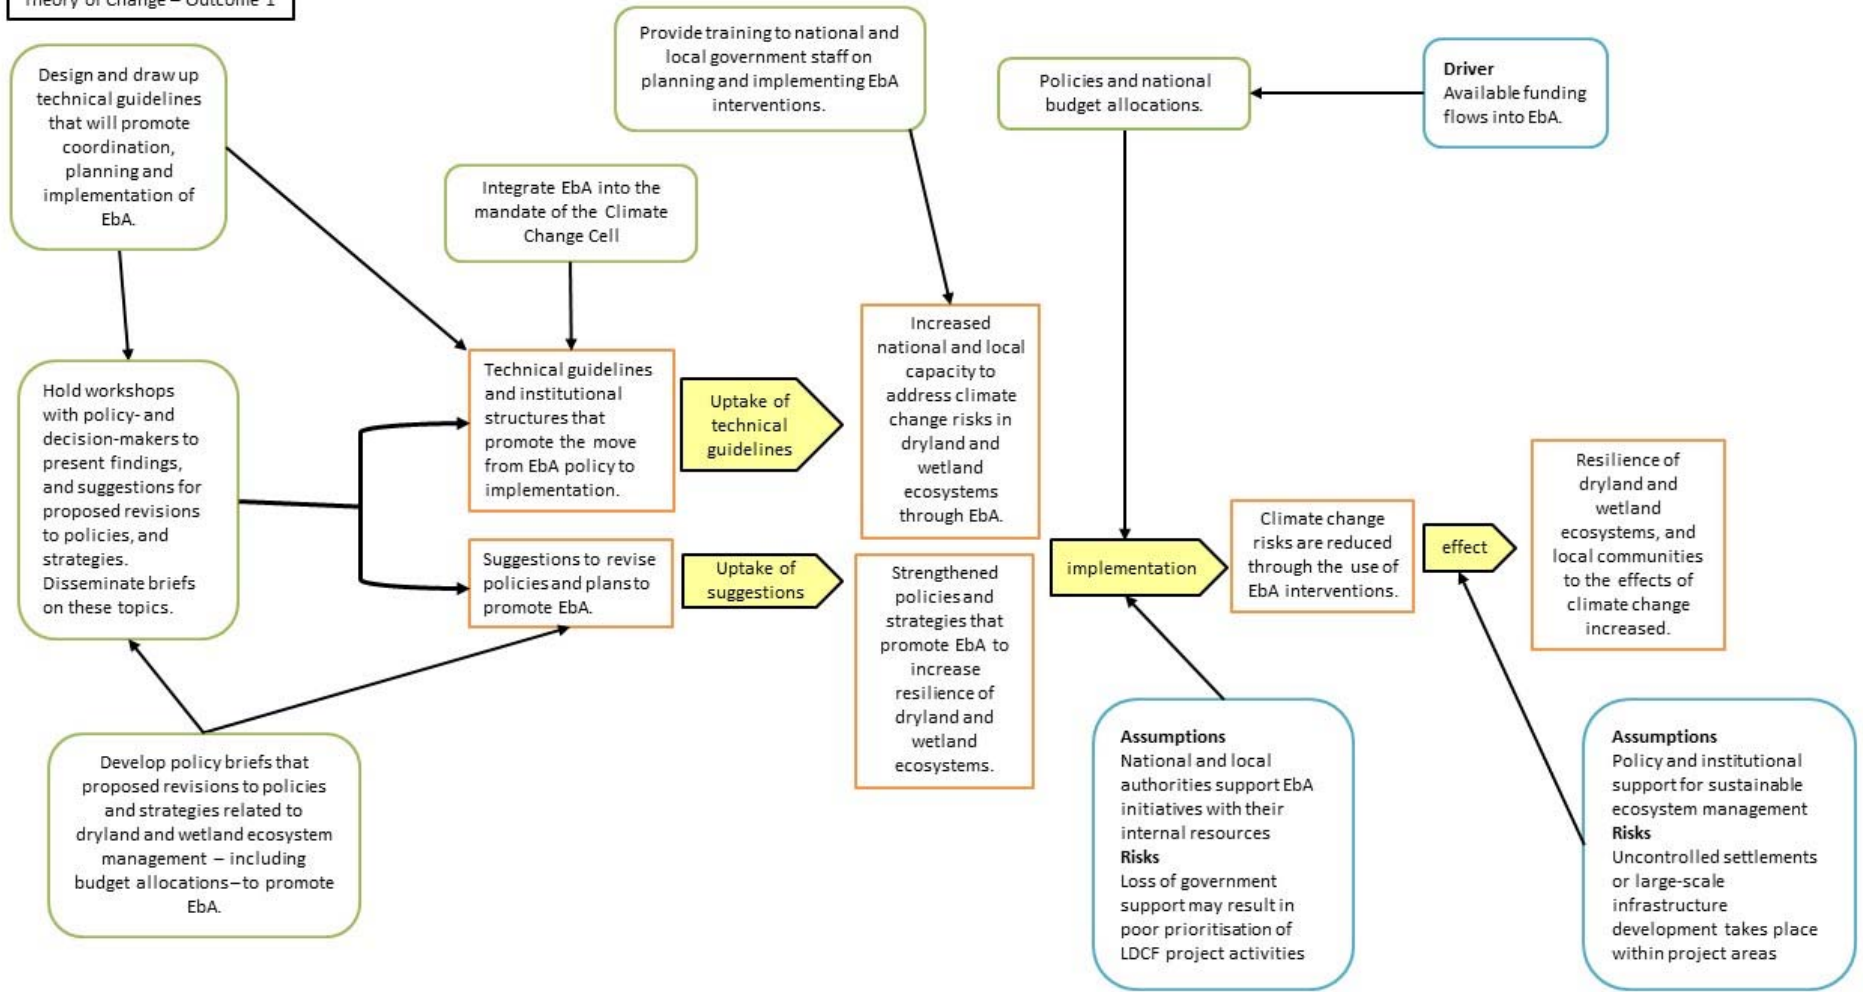 Theory of Change – Outcome 1
Design and draw up
technical guidelines
that will promote
coordination,
planning and
implementation of
EbA.
Provide training to national and
local government staff on
planning and implementing EbA
interventions.
Policies and national
budget allocations.
Driver
Available funding
flows into EbA.
Integrate EbA into the
mandate of the Climate
Change Cell
Hold workshops
with policy- and
decision-makers to
present findings,
and suggestions for
proposed revisions
to policies, and
strategies.
Disseminate briefs
on these topics.
Technical guidelines
and institutional
structures that
promote the move
from EbA policy to
implementation.
Uptake of
technical
guidelines
Increased
national and local
capacity to
address climate
change risks in
dryland and
wetland
ecosystems
through EbA.
Suggestions to revise
policies and plans to
promote EbA.
Uptake of
suggestions
Strengthened
policies and
strategies that
promote EbA to
increase
resilience of
dryland and
wetland
ecosystems.
implementation
Climate change
risks are reduced
through the use of
EbA interventions.
effect
Resilience of
dryland and
wetland
ecosystems, and
local communities
to the effects of
climate change
increased.
Develop policy briefs that
proposed revisions to policies
and strategies related to
dryland and wetland ecosystem
management – including
budget allocations – to promote
EbA.
Assumptions
National and local
authorities support EbA
initiatives with their
internal resources
Risks
Loss of government
support may result in
poor prioritisation of
LDCF project activities
Assumptions
Policy and institutional
support for sustainable
ecosystem management
Risks
Uncontrolled settlements
or large-scale
infrastructure
development takes place
within project areas